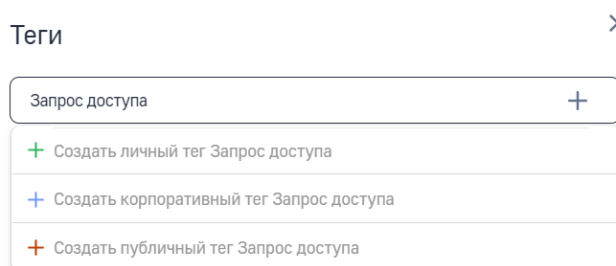 Теги
Запрос доступа
Создать личный тег Запрос доступа
Создать корпоративный тег Запрос доступа
Создать публичный тег Запрос доступа